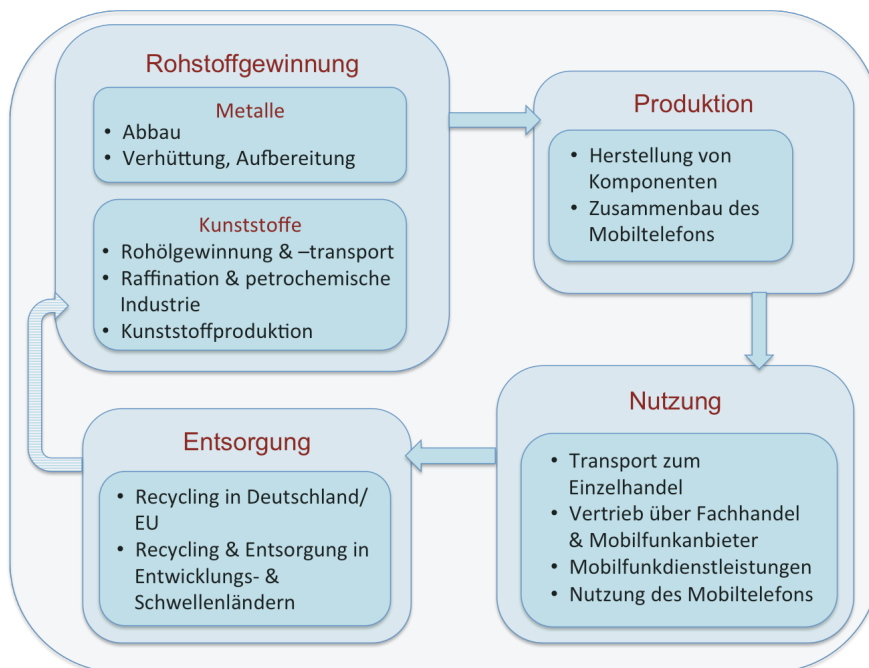 Rohstoffgewinnung
Metalle
• Abbau
• Verhüttung, Aufbereitung
Kunststoffe
• Rohölgewinnung & –transport
• Raffination & petrochemische
Industrie
• Kunststoffproduktion
Produktion
• Herstellung von
Komponenten
• Zusammenbau des
Mobiltelefons
Nutzung
• Transport zum
Einzelhandel
• Vertrieb über Fachhandel
& Mobilfunkanbieter
• Mobilfunkdienstleistungen
• Nutzung des Mobiltelefons
Entsorgung
• Recycling in Deutschland/
EU
• Recycling & Entsorgung in
Entwicklungs- &
Schwellenländern